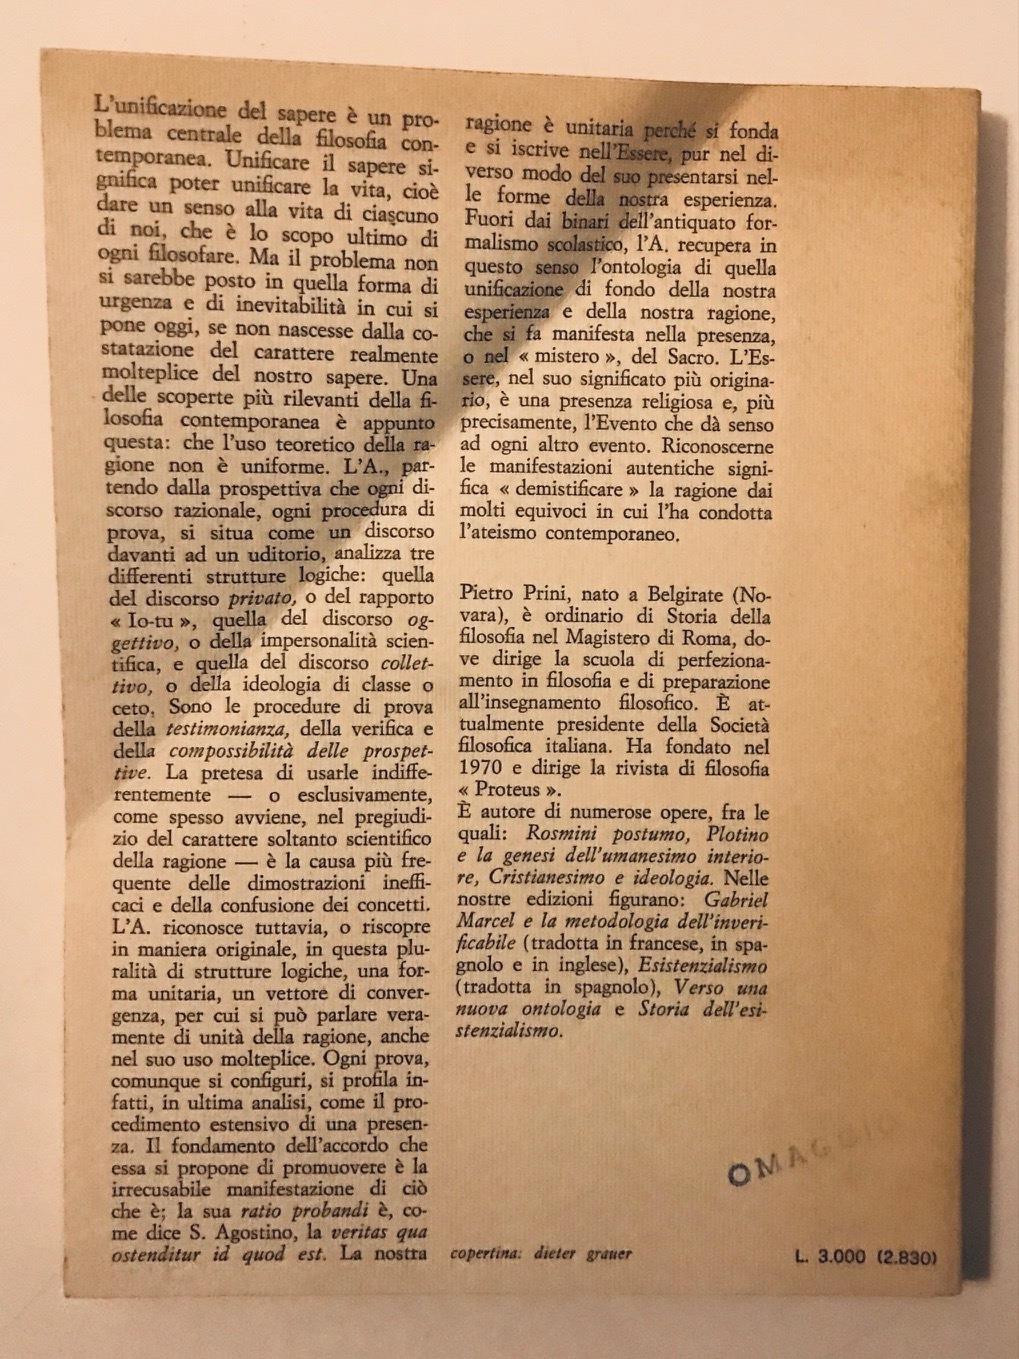 L'unificazione del sapere è un pro-
blema centrale della filosofia con-
temporanea. Unificare il sapere si-
gnifica poter unificare la vita, cioè
dare un senso alla vita di ciascuno
di noi, che è lo scopo ultimo di
ogni filosofare. Ma il problema non
si sarebbe posto in quella forma di
urgenza e di inevitabilità in cui si
pone oggi, se non nascesse dalla co-
statazione del carattere realmente
molteplice del nostro sapere. Una
delle scoperte più rilevanti della fi-
losofia contemporanea è appunto
questa: che l'uso teoretico della ra-
gione non è uniforme. L'A., par-
tendo dalla prospettiva che ogni di-
scorso razionale, ogni procedura di
prova, si situa come un discorso
davanti ad un uditorio, analizza tre
differenti strutture logiche: quella
del discorso privato, o del rapporto
« Io-tu », quella del discorso og-
gettivo, o della impersonalità scien-
tifica, e quella del discorso collet-
tivo, o della ideologia di classe o
ceto. Sono le procedure di prova
della testimonianza, della verifica e
della compossibilità delle prospet-
tive. La pretesa di usarle indiffe-
rentemente — o esclusivamente,
come spesso avviene, nel pregiudi-
zio del carattere soltanto scientifico
della ragione — è la causa più fre-
quente delle dimostrazioni ineffi-
caci e della confusione dei concetti.
L'A. riconosce tuttavia, o riscopre
in maniera originale, in questa plu-
ralità di strutture logiche, una for-
ma unitaria, un vettore di conver-
genza, per cui si può parlare vera-
mente di unità della ragione, anche
nel suo uso molteplice. Ogni prova,
comunque si configuri, si profila in-
fatti, in ultima analisi, come il pro-
cedimento estensivo di una presen-
za. Il fondamento dell'accordo che
essa si propone di promuovere è la
irrecusabile manifestazione di ciò
che è; la sua ratio probandi è, co-
me dice S. Agostino, la veritas qua
ostenditur id quod est. La nostra
ragione è unitaria perché si fonda
e si iscrive nell'Essere, pur nel di-
verso modo del suo presentarsi nel-
le forme della nostra esperienza.
Fuori dai binari dell'antiquato for-
malismo scolastico, l'A. recupera in
questo senso l'ontologia di quella
unificazione di fondo della nostra
esperienza e della nostra ragione,
che si fa manifesta nella presenza,
o nel « mistero », del Sacro. L'Es-
sere, nel suo significato più origina-
rio, è una presenza religiosa e, più
precisamente, l'Evento che dà senso
ad ogni altro evento. Riconoscerne
le manifestazioni autentiche signi-
fica « demistificare » la ragione dai
molti equivoci in cui l'ha condotta
l'ateismo contemporaneo.
Pietro Prini, nato a Belgirate (No-
vara), è ordinario di Storia della
filosofia nel Magistero di Roma, do-
ve dirige la scuola di perfeziona-
mento in filosofia e di preparazione
all'insegnamento filosofico. È at-
tualmente presidente della Società
filosofica italiana. Ha fondato nel
1970 e dirige la rivista di filosofia
« Proteus ».
È autore di numerose opere, fra le
quali: Rosmini postumo, Plotino
e la genesi dell'umanesimo interio-
re, Cristianesimo e ideologia. Nelle
nostre edizioni figurano: Gabriel
Marcel e la metodologia dell'inveri-
ficabile (tradotta in francese, in spa-
gnolo e in inglese), Esistenzialismo
(tradotta in spagnolo), Verso una
nuova ontologia e Storia dell'esi-
stenzialismo.
OMAGGIO
copertina: dieter grauer
L. 3.000 (2.830)